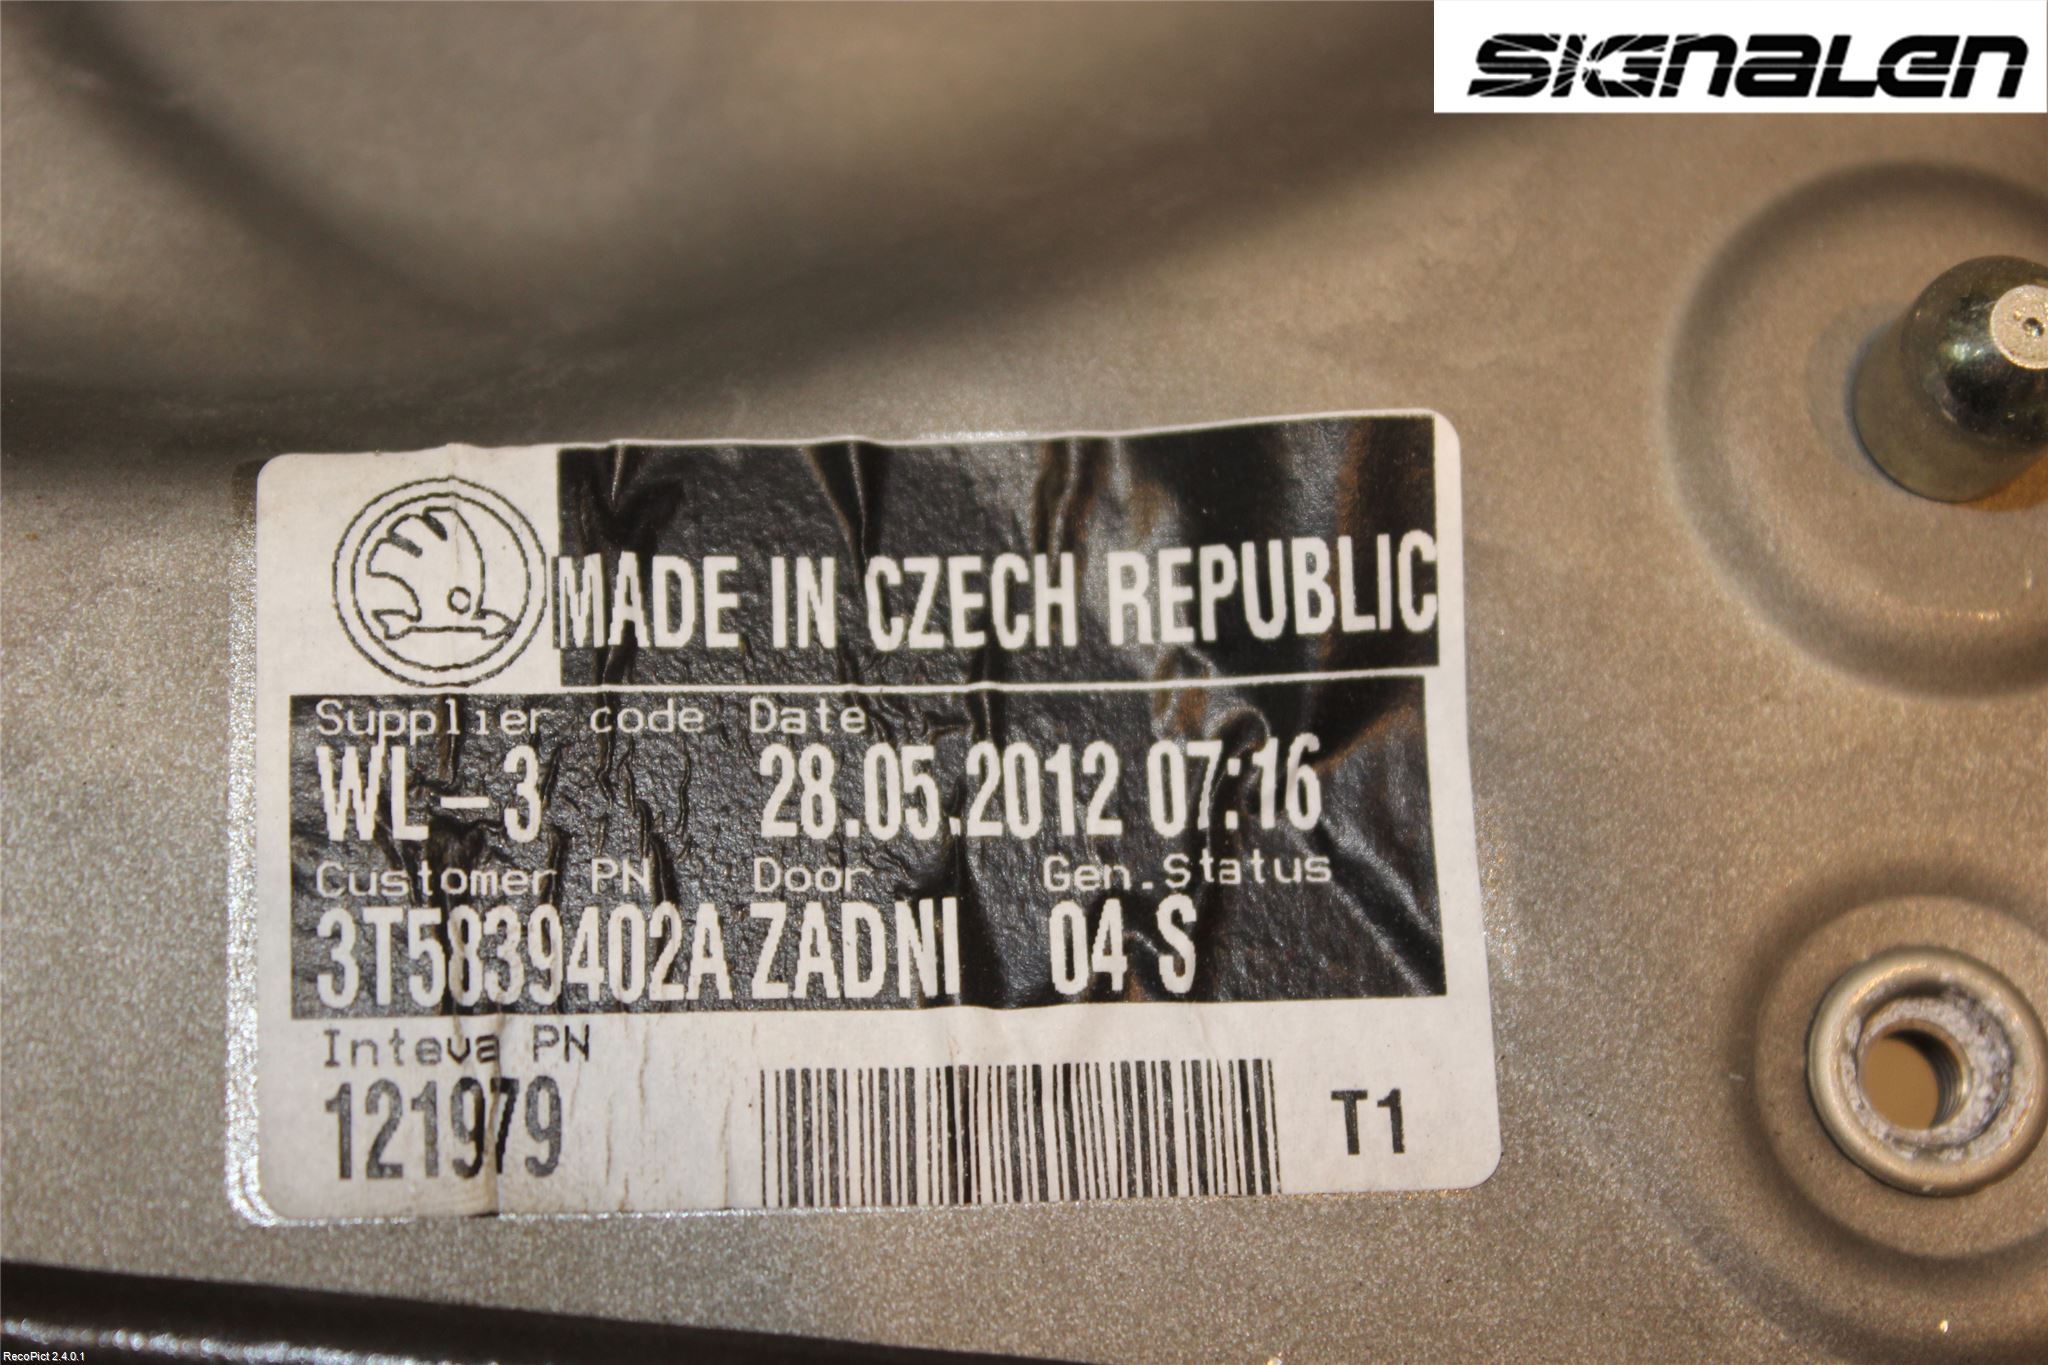 SIGNALEN
MADE IN CZECH REPUBLIC
Supplier code Date
WL-3 28.05.2012 07:16
Customer PN Door Gen.Status
3T5839402A ZADNI 04 S
Inteva PN
121979
T1
RecoPict 2.4.0.1